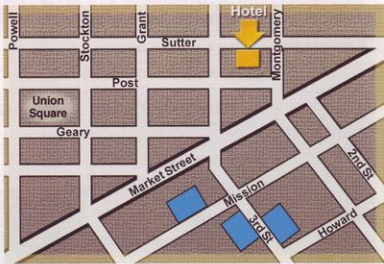 Hotel
Powell
Stockton
Grant
Montgomery
Sutter
Post
Union
Square
Geary
Market Street
Mission
2nd St
3rd St
Howard